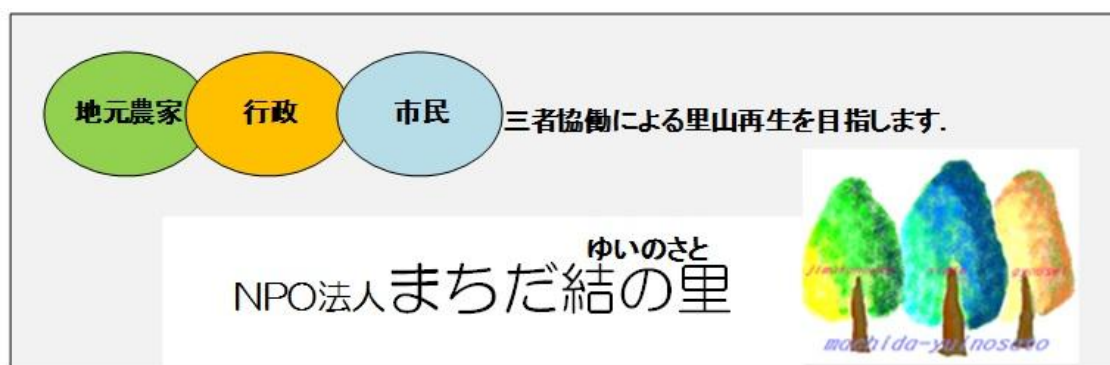 地元農家 行政 市民 三者協働による里山再生を目指します.
ゆいのさと
NPO法人まちだ結の里
machida-yuinosato